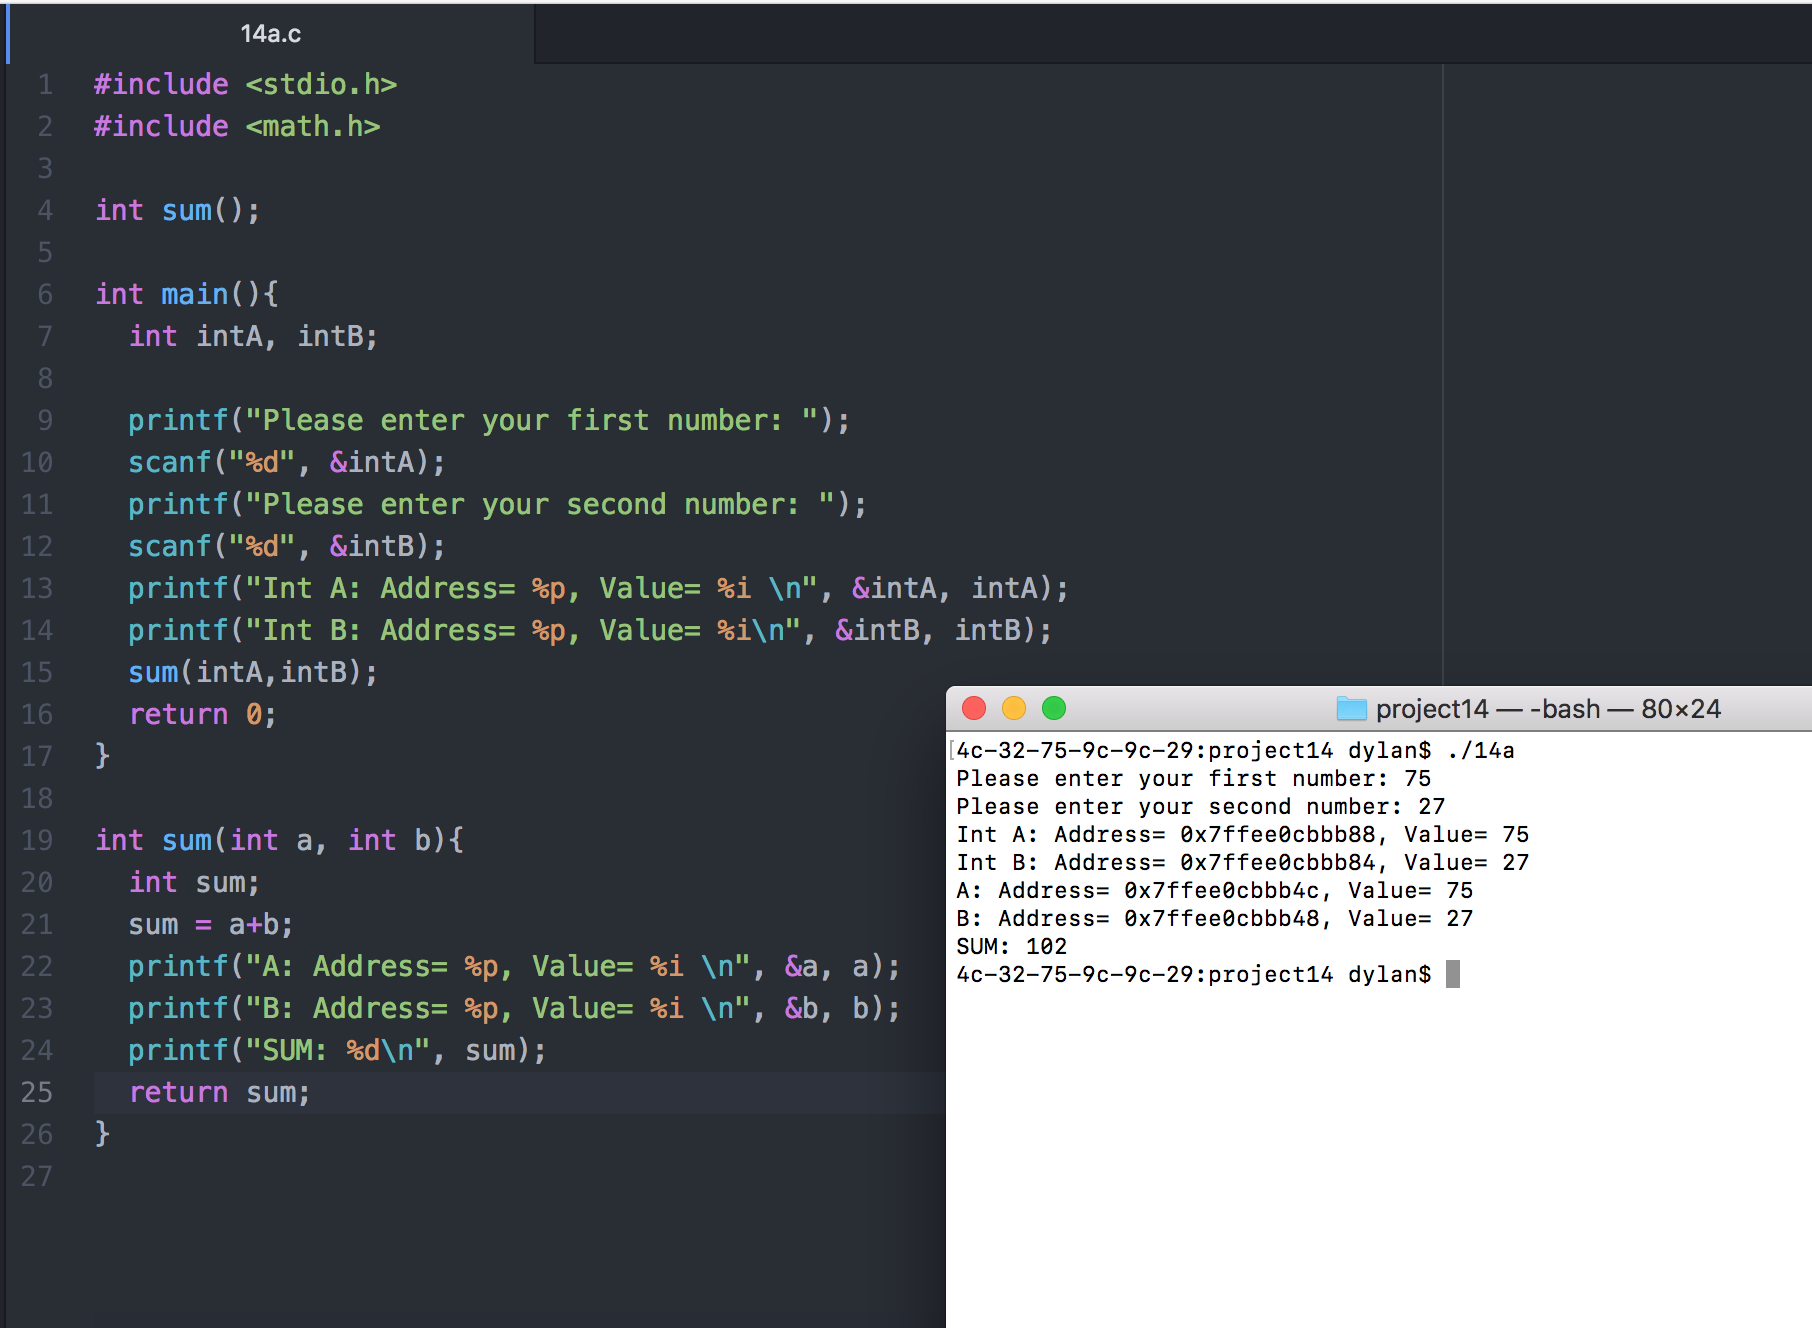 14a.c
1 #include <stdio.h>
2 #include <math.h>
3
4 int sum();
5
6 int main(){
7   int intA, intB;
8
9   printf("Please enter your first number: ");
10   scanf("%d", &intA);
11   printf("Please enter your second number: ");
12   scanf("%d", &intB);
13   printf("Int A: Address= %p, Value= %i \n", &intA, intA);
14   printf("Int B: Address= %p, Value= %i\n", &intB, intB);
15   sum(intA,intB);
16   return 0;
17 }
18
19 int sum(int a, int b){
20   int sum;
21   sum = a+b;
22   printf("A: Address= %p, Value= %i \n", &a, a);
23   printf("B: Address= %p, Value= %i \n", &b, b);
24   printf("SUM: %d\n", sum);
25   return sum;
26 }
27
project14 — -bash — 80×24
[4c-32-75-9c-9c-29:project14 dylan$ ./14a
Please enter your first number: 75
Please enter your second number: 27
Int A: Address= 0x7ffee0cbbb88, Value= 75
Int B: Address= 0x7ffee0cbbb84, Value= 27
A: Address= 0x7ffee0cbbb4c, Value= 75
B: Address= 0x7ffee0cbbb48, Value= 27
SUM: 102
4c-32-75-9c-9c-29:project14 dylan$